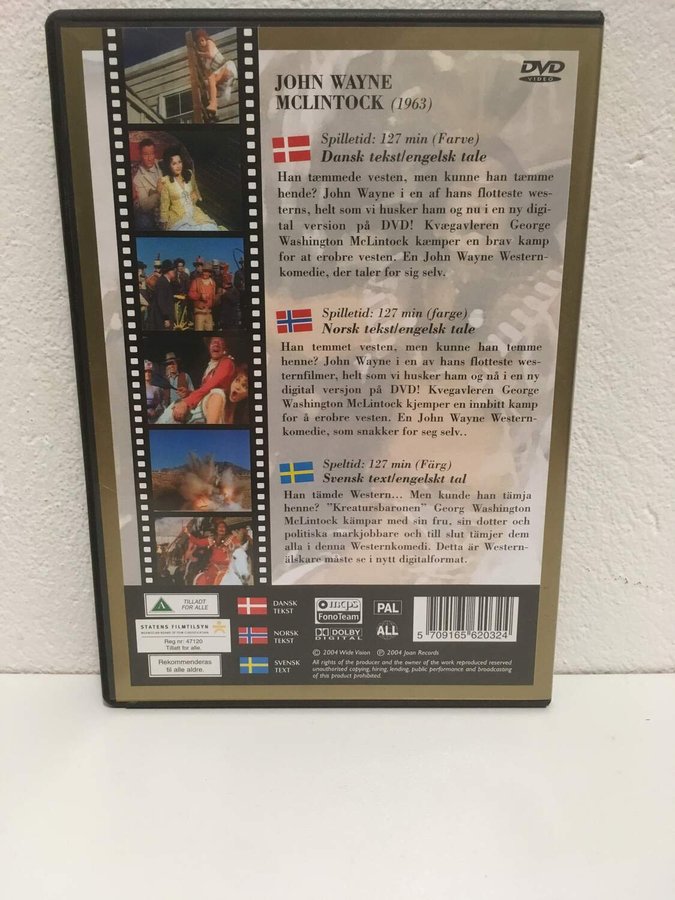 DVD
VIDEO
JOHN WAYNE
MCLINTOCK (1963)
Spilletid: 127 min (Farve)
Dansk tekst/engelsk tale
Han tæmmede vesten, men kunne han tæmme
hende? John Wayne i en af hans flotteste wes-
terns, helt som vi husker ham og nu i en ny digi-
tal version på DVD! Kvægavleren George
Washington McLintock kæmper en brav kamp
for at erobre vesten. En John Wayne Western-
komedie, der taler for sig selv.
Spilletid: 127 min (farge)
Norsk tekst/engelsk tale
Han temmet vesten, men kunne han temme
henne? John Wayne i en av hans flotteste wes-
ternfilmer, helt som vi husker ham og nå i en ny
digital versjon på DVD! Kvegavleren George
Washington McLintock kjemper en innbitt kamp
for å erobre vesten. En John Wayne Western-
komedie, som snakker for seg selv..
Speltid: 127 min (Färg)
Svensk text/engelskt tal
Han tämde Western... Men kunde han tämja
henne? "Kreatursbaronen" Georg Washington
McLintock kämpar med sin fru, sin dotter och
politiska markjobbare och till slut tämjer dem
alla i denna Westernkomedi. Detta är Western-
älskare måste se i nytt digitalformat.
A
TILLADT
FOR ALLE
STATENS FILMTILSYN
NORWEGIAN BOARD OF FILM CLASSIFICATION
Reg nr: 47120
Tillatt for alle.
Rekommenderas
til alle aldre.
DANSK
TEKST
NORSK
TEKST
SVENSK
TEXT
mcps
FonoTeam
DOLBY
DIGITAL
PAL
ALL
5 709165 620324
© 2004 Wide Vision ℗ 2004 Joan Records
All rights of the producer and the owner of the work reproduced reserved
unauthorised copying, hiring, lending, public performance and broadcasting
of this product prohibited.